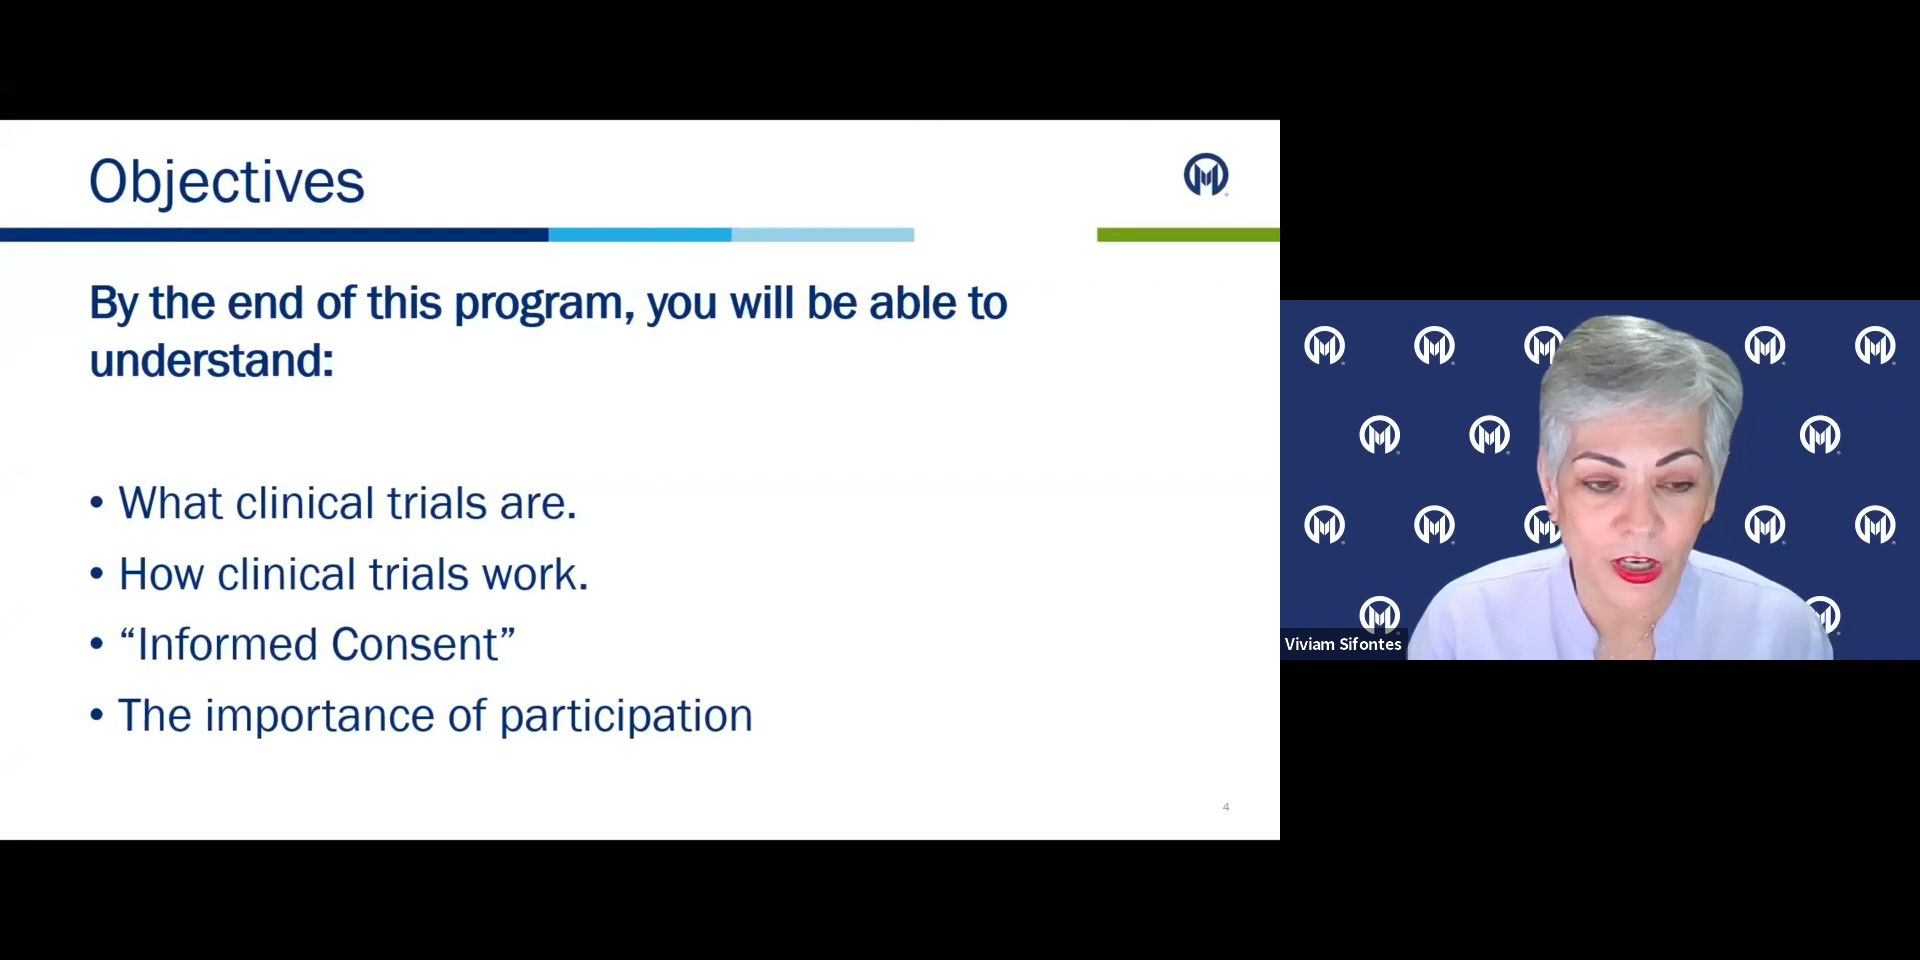 Objectives
By the end of this program, you will be able to
understand:
• What clinical trials are.
• How clinical trials work.
• “Informed Consent”
• The importance of participation
4
Viviam Sifontes